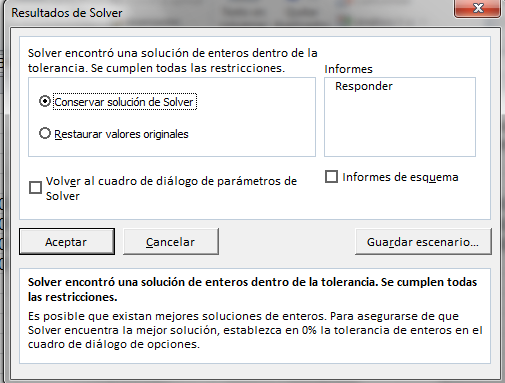 Resultados de Solver
Solver encontró una solución de enteros dentro de la
tolerancia. Se cumplen todas las restricciones.
Informes
Responder
Conservar solución de Solver
Restaurar valores originales
Volver al cuadro de diálogo de parámetros de
Solver
Informes de esquema
Aceptar
Cancelar
Guardar escenario...
Solver encontró una solución de enteros dentro de la tolerancia. Se cumplen todas
las restricciones.
Es posible que existan mejores soluciones de enteros. Para asegurarse de que
Solver encuentra la mejor solución, establezca en 0% la tolerancia de enteros en el
cuadro de diálogo de opciones.